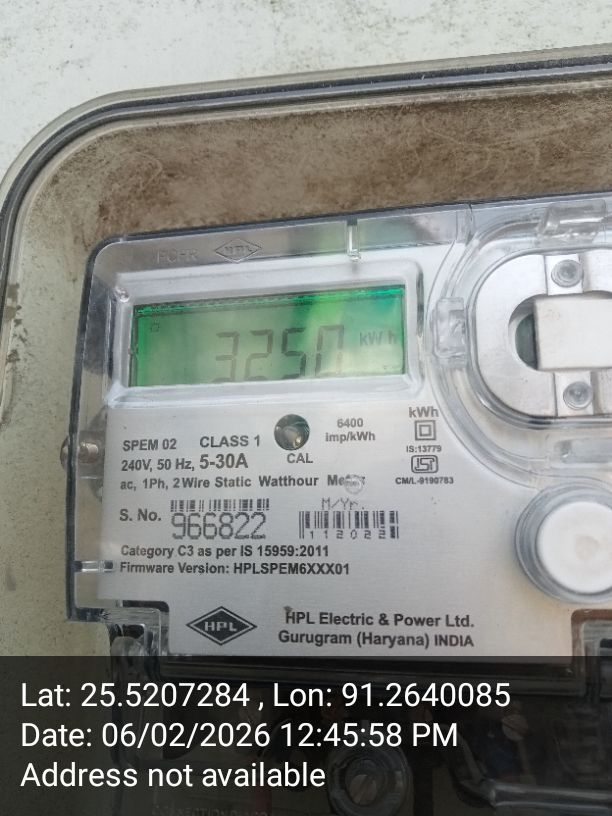 HPL
3250 kWh
6400
imp/kWh
kWh
SPEM 02 CLASS 1
240V, 50 Hz, 5-30A
CAL
IS:13779
CM/L-9190783
ac, 1Ph, 2 Wire Static Watthour Meter
M/Yr.
S. No. 966822
112022
Category C3 as per IS 15959:2011
Firmware Version: HPLSPEM6XXX01
HPL
HPL Electric & Power Ltd.
Gurugram (Haryana) INDIA
Lat: 25.5207284 , Lon: 91.2640085
Date: 06/02/2026 12:45:58 PM
Address not available